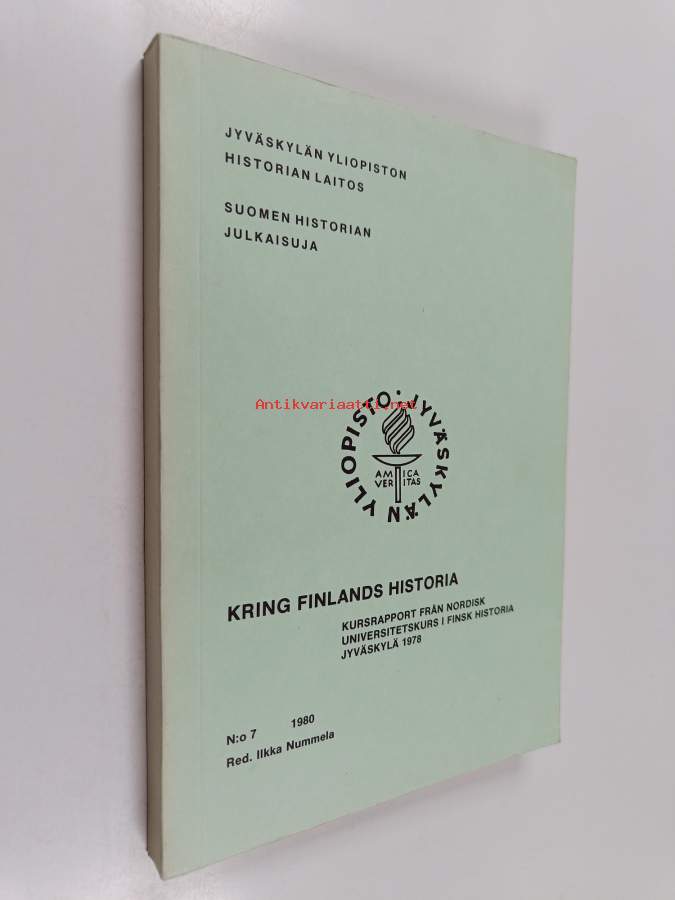 JYVÄSKYLÄN YLIOPISTON
HISTORIAN LAITOS
SUOMEN HISTORIAN
JULKAISUJA
Antikvariaatti.net
JYVÄSKYLÄN YLIOPISTO ·
AMICA
VERITAS
KRING FINLANDS HISTORIA
KURSRAPPORT FRÅN NORDISK
UNIVERSITETSKURS I FINSK HISTORIA
JYVÄSKYLÄ 1978
N:o 7 1980
Red. Ilkka Nummela